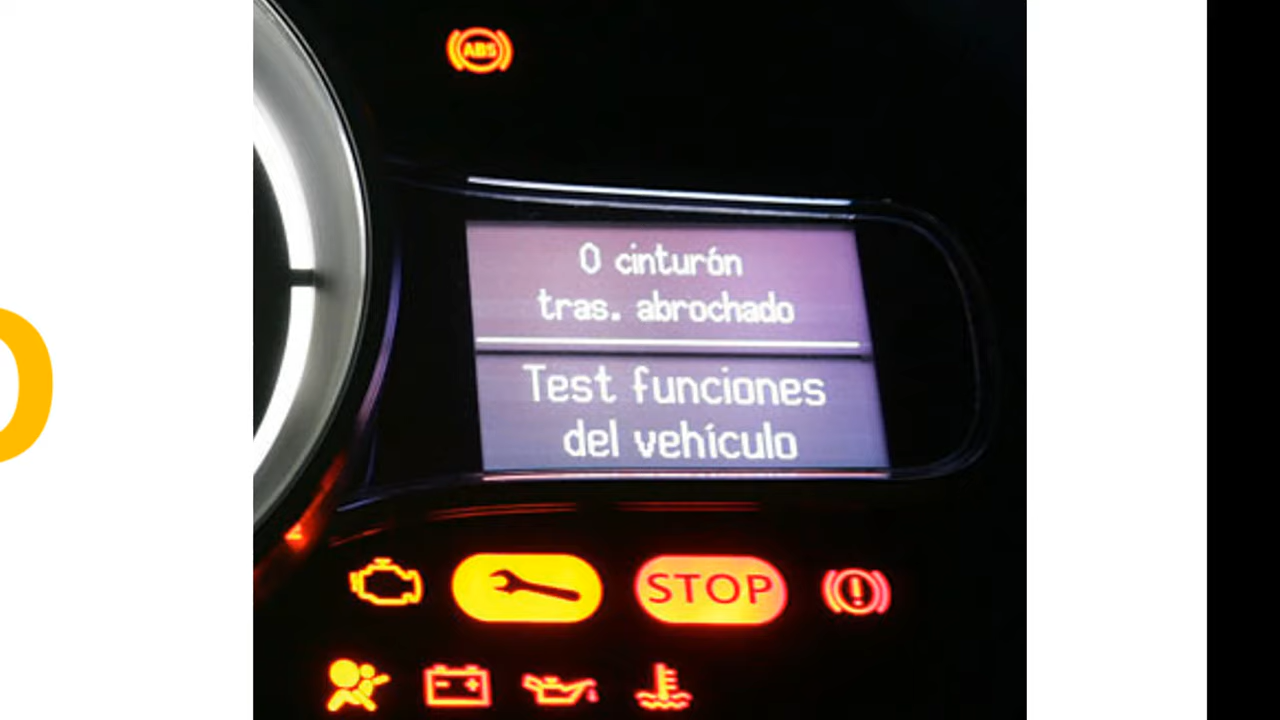 ABS
0 cinturón
tras. abrochado
Test funciones
del vehículo
STOP